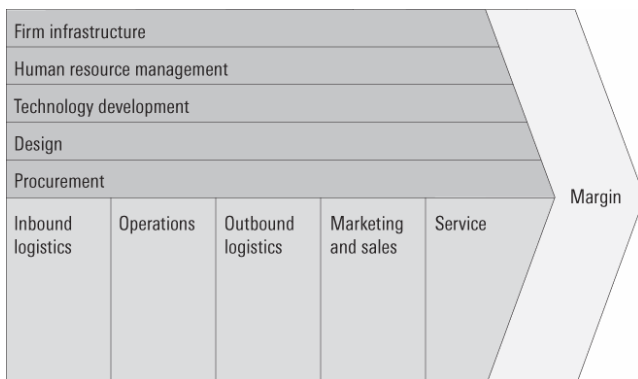 Firm infrastructure
Human resource management
Technology development
Design
Procurement
Margin
Inbound
logistics
Operations
Outbound
logistics
Marketing
and sales
Service